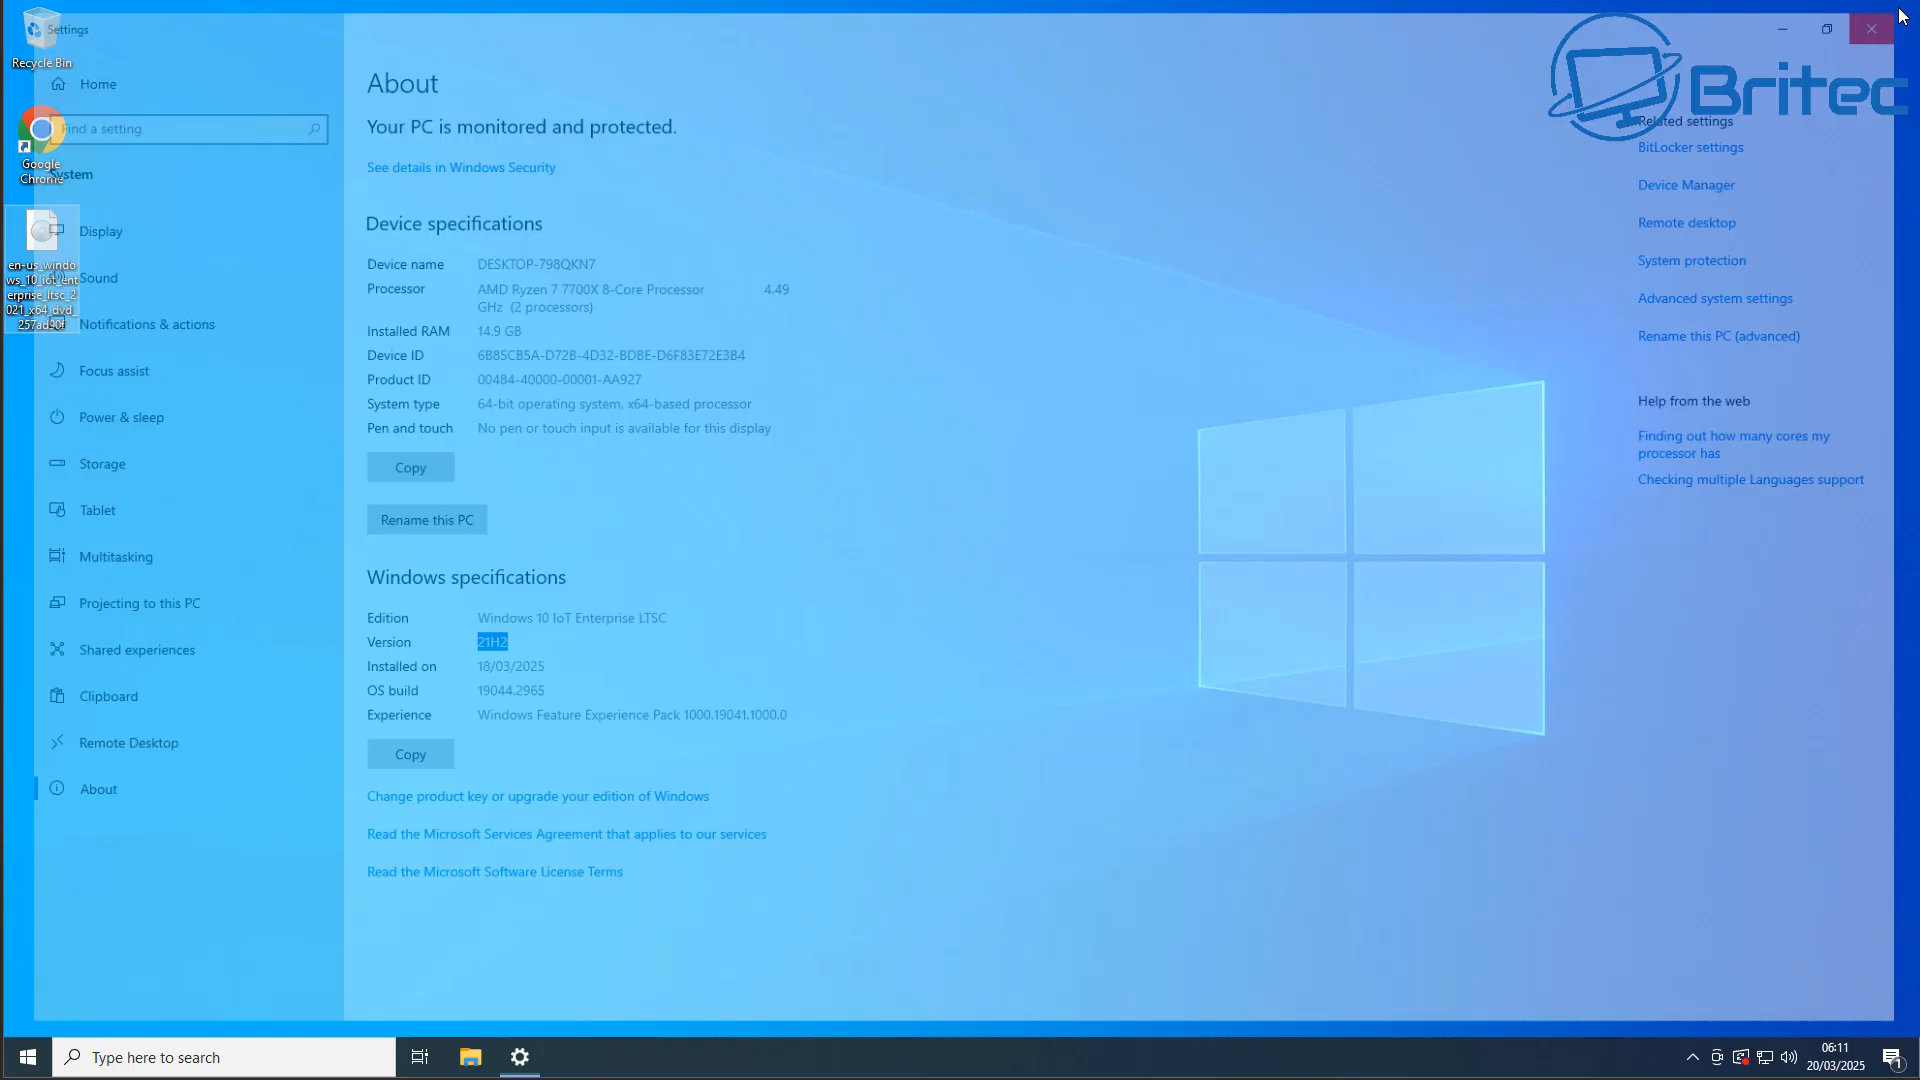 Settings
Recycle Bin
Home
Find a setting
Google
Chrome
System
Display
en-us_windo
ws_10_iot_ent
erprise_ltsc_2
021_x64_dvd_
257ad90f
Sound
Notifications & actions
Focus assist
Power & sleep
Storage
Tablet
Multitasking
Projecting to this PC
Shared experiences
Clipboard
Remote Desktop
About
About
Your PC is monitored and protected.
See details in Windows Security
Device specifications
Device name DESKTOP-798QKN7
Processor AMD Ryzen 7 7700X 8-Core Processor 4.49
GHz (2 processors)
Installed RAM 14.9 GB
Device ID 6B85CB5A-D72B-4D32-BDBE-D6F83E72E3B4
Product ID 00484-40000-00001-AA927
System type 64-bit operating system, x64-based processor
Pen and touch No pen or touch input is available for this display
Copy
Rename this PC
Windows specifications
Edition Windows 10 IoT Enterprise LTSC
Version 21H2
Installed on 18/03/2025
OS build 19044.2965
Experience Windows Feature Experience Pack 1000.19041.1000.0
Copy
Change product key or upgrade your edition of Windows
Read the Microsoft Services Agreement that applies to our services
Read the Microsoft Software License Terms
Britec
Related settings
BitLocker settings
Device Manager
Remote desktop
System protection
Advanced system settings
Rename this PC (advanced)
Help from the web
Finding out how many cores my
processor has
Checking multiple Languages support
Type here to search
06:11
20/03/2025
1